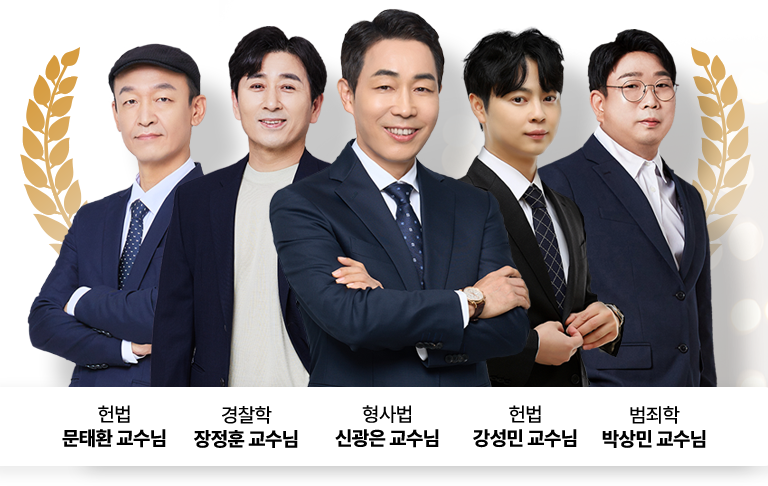 헌법
문태환 교수님
경찰학
장정훈 교수님
형사법
신광은 교수님
헌법
강성민 교수님
범죄학
박상민 교수님